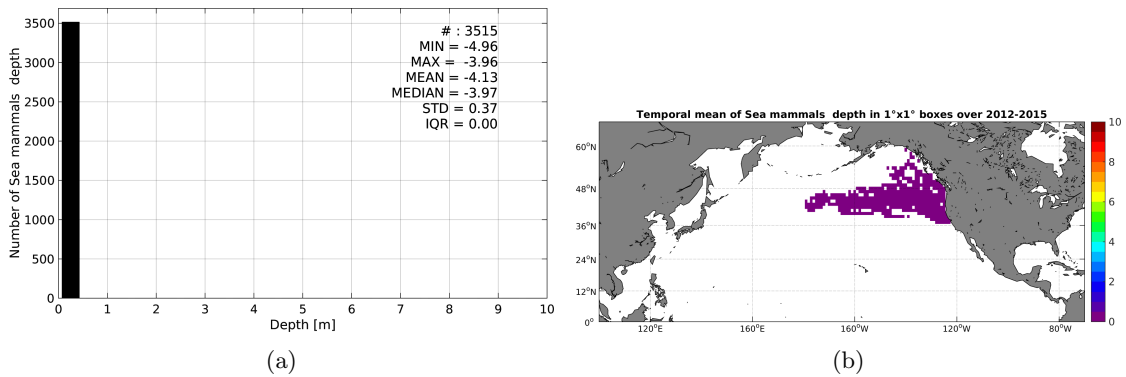 Number of Sea mammals  depth
3500
3000
2500
2000
1500
1000
500
0
# : 3515
MIN = -4.96
MAX =  -3.96
MEAN = -4.13
MEDIAN = -3.97
STD = 0.37
IQR = 0.00
0 1 2 3 4 5 6 7 8 9 10
Depth [m]
(a)
Temporal mean of Sea mammals  depth in 1°x1° boxes over 2012-2015
60°N
48°N
36°N
24°N
12°N
0°
120°E 160°E 160°W 120°W 80°W
10
8
6
4
2
0
(b)